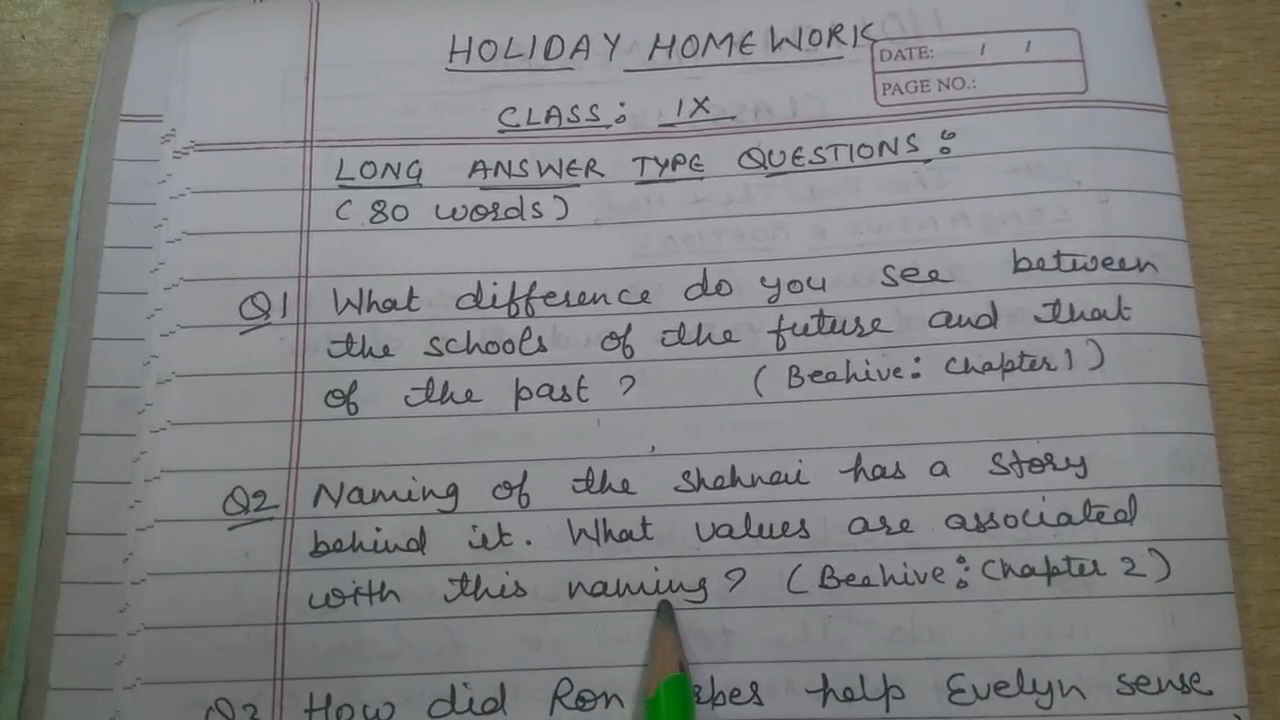 HOLIDAY HOMEWORK
DATE: / /
PAGE NO.:
CLASS: IX
LONG ANSWER TYPE QUESTIONS:
(80 words)
Q1 What difference do you see between
the schools of the future and that
of the past? (Beehive: Chapter 1)
Q2 Naming of the Shehnai has a story
behind it. What values are associated
with this naming? (Beehive: Chapter 2)
Q3 How did Ron help Evelyn sense